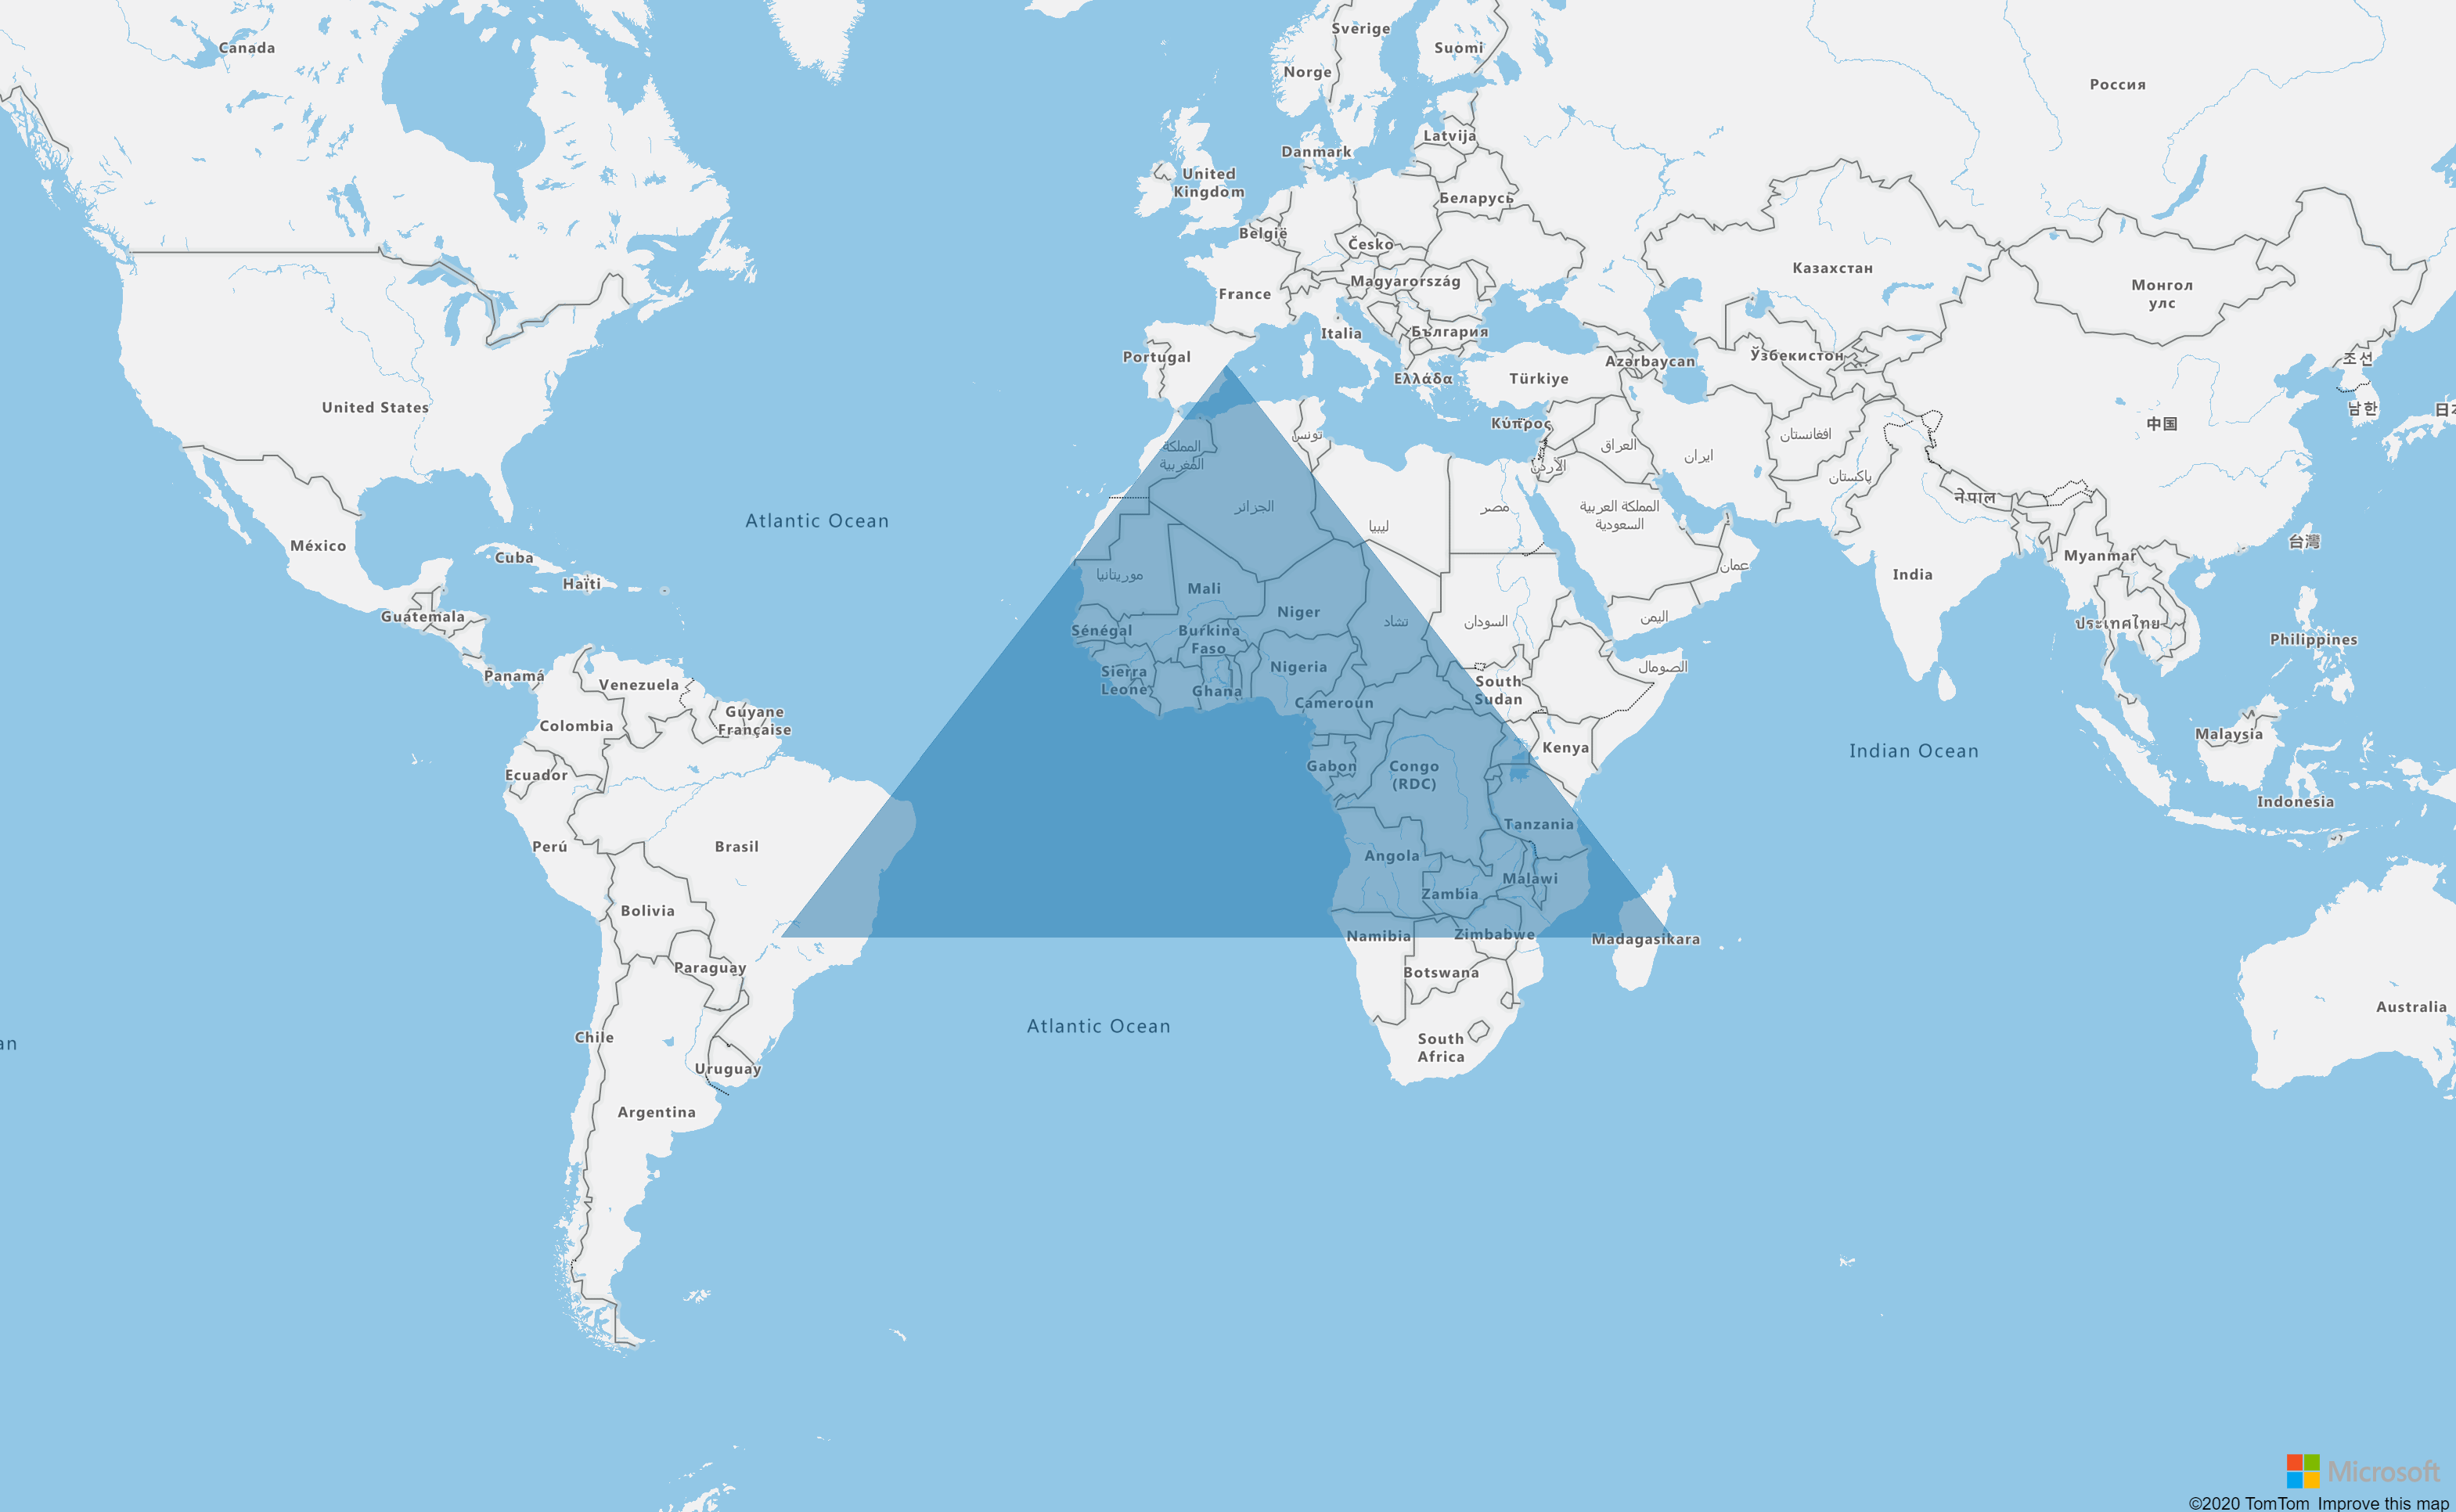 Canada
Sverige
Suomi
Norge
Россия
Latvija
Danmark
United
Kingdom
Беларусь
België
Česko
Казахстан
Magyarország
Монгол
улс
France
Italia
България
Portugal
Azərbaycan
Ўзбекистон
조선
Ελλάδα
Türkiye
United States
남한
日本
Κύπρος
中国
تونس
افغانستان
المملكة
المغربية
العراق
ایران
الأردن
پاکستان
नेपाल
الجزائر
مصر
المملكة العربية
السعودية
Atlantic Ocean
ليبيا
México
台灣
Cuba
Myanmar
عمان
Haïti
موريتانيا
India
Mali
Guatemala
Niger
اليمن
تشاد
السودان
ประเทศไทย
Sénégal
Burkina
Faso
Philippines
Nigeria
الصومال
Panamá
Sierra
Leone
South
Sudan
Venezuela
Ghana
Cameroun
Guyane
Française
Colombia
Malaysia
Kenya
Indian Ocean
Gabon
Congo
(RDC)
Ecuador
Indonesia
Tanzania
Perú
Brasil
Angola
Malawi
Zambia
Bolivia
Namibia
Zimbabwe
Madagasikara
Paraguay
Botswana
Australia
Atlantic Ocean
Chile
an
South
Africa
Uruguay
Argentina
Microsoft
©2020 TomTom Improve this map